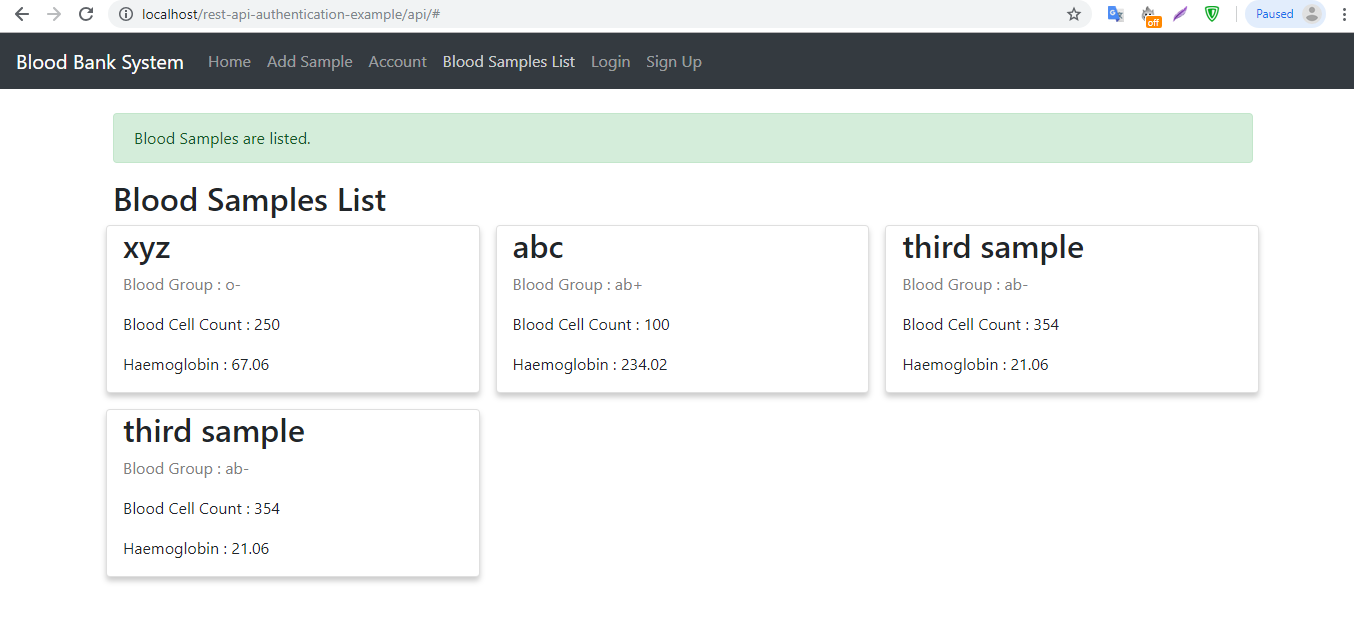 localhost/rest-api-authentication-example/api/#
off
Paused
Blood Bank System Home Add Sample Account Blood Samples List Login Sign Up
Blood Samples are listed.
Blood Samples List
xyz
Blood Group : o-
Blood Cell Count : 250
Haemoglobin : 67.06
abc
Blood Group : ab+
Blood Cell Count : 100
Haemoglobin : 234.02
third sample
Blood Group : ab-
Blood Cell Count : 354
Haemoglobin : 21.06
third sample
Blood Group : ab-
Blood Cell Count : 354
Haemoglobin : 21.06